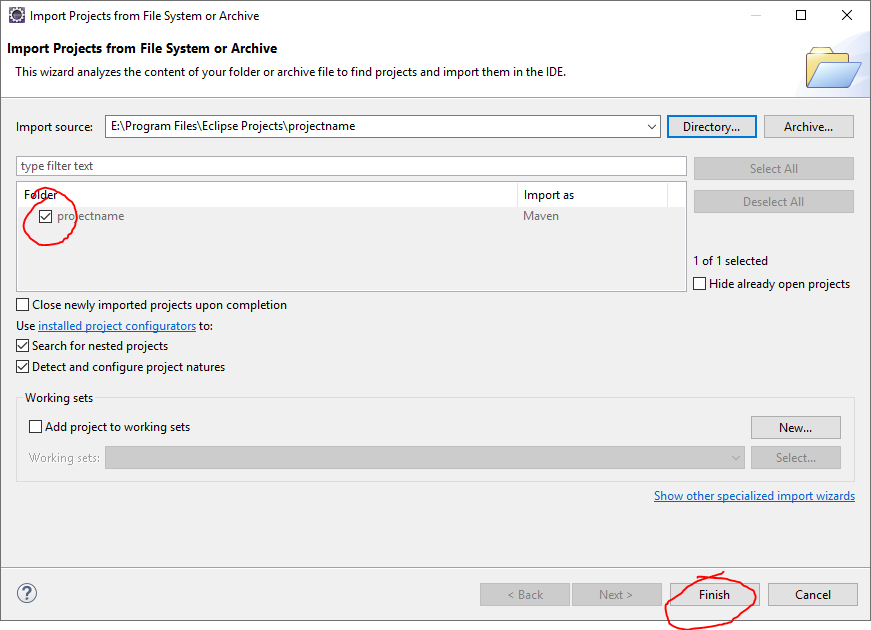 Import Projects from File System or Archive
Import Projects from File System or Archive
This wizard analyzes the content of your folder or archive file to find projects and import them in the IDE.
Import source: E:\Program Files\Eclipse Projects\projectname Directory... Archive...
type filter text Select All
Folder Import as Deselect All
projectname Maven
1 of 1 selected
Hide already open projects
Close newly imported projects upon completion
Use installed project configurators to:
Search for nested projects
Detect and configure project natures
Working sets
Add project to working sets New...
Working sets: Select...
Show other specialized import wizards
? < Back Next > Finish Cancel